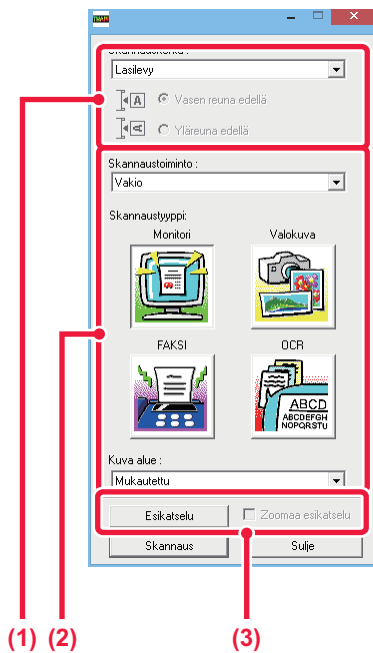 TWAIN
Lasilevy
A Vasen reuna edellä
A Yläreuna edellä
Skannaustoiminto :
Vakio
Skannaustyyppi:
Monitori Valokuva
FAKSI OCR
ABCD
ABCDEFGH
NOPQRSTU
Kuva alue :
Mukautettu
Esikatselu Zoomaa esikatselu
Skannaus Sulje
(1) (2) (3)